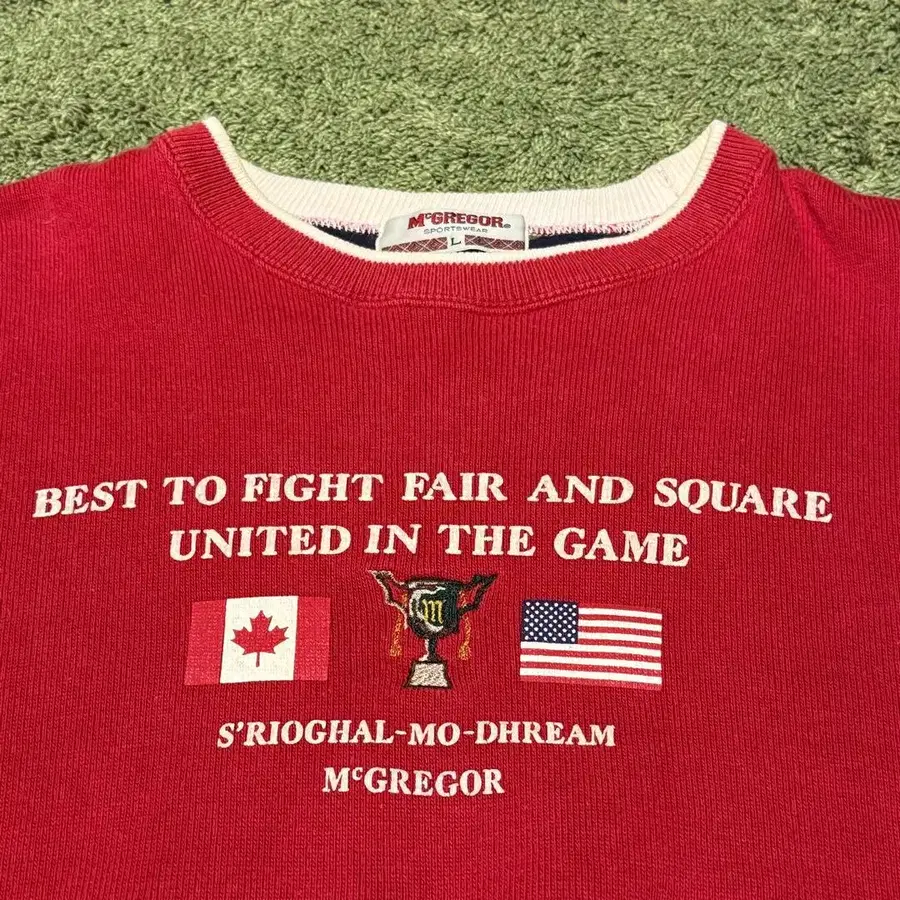 McGREGOR®
SPORTSWEAR
L
BEST TO FIGHT FAIR AND SQUARE
UNITED IN THE GAME
m
S'RIOGHAL-MO-DHREAM
McGREGOR